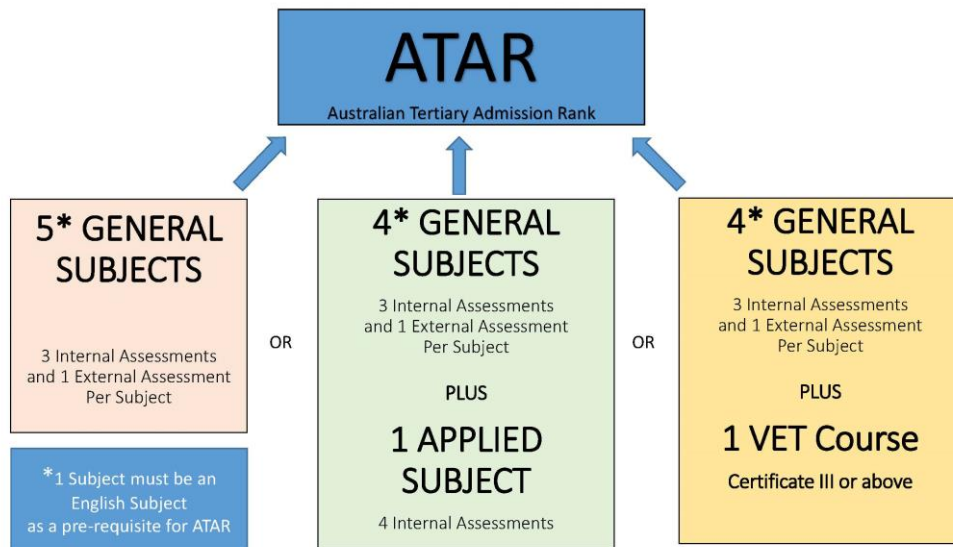 ATAR
Australian Tertiary Admission Rank
5* GENERAL
SUBJECTS
3 Internal Assessments
and 1 External Assessment
Per Subject
*1 Subject must be an
English Subject
as a pre-requisite for ATAR
OR
4* GENERAL
SUBJECTS
3 Internal Assessments
and 1 External Assessment
Per Subject
PLUS
1 APPLIED
SUBJECT
4 Internal Assessments
OR
4* GENERAL
SUBJECTS
3 Internal Assessments
and 1 External Assessment
Per Subject
PLUS
1 VET Course
Certificate III or above